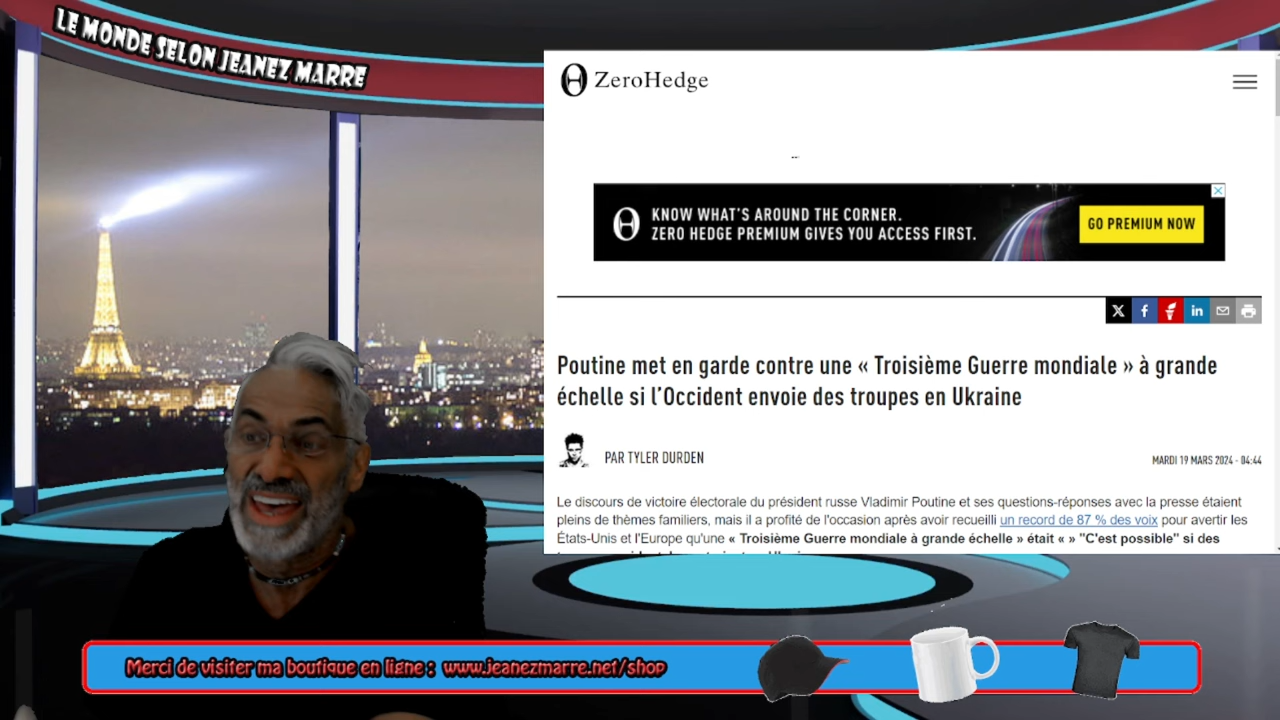 LE MONDE SELON JEANEZ MARRE
ZeroHedge
KNOW WHAT'S AROUND THE CORNER.
ZERO HEDGE PREMIUM GIVES YOU ACCESS FIRST.
GO PREMIUM NOW
Poutine met en garde contre une « Troisième Guerre mondiale » à grande
échelle si l'Occident envoie des troupes en Ukraine
PAR TYLER DURDEN
MARDI 19 MARS 2024 - 04:44
Le discours de victoire électorale du président russe Vladimir Poutine et ses questions-réponses avec la presse étaient
pleins de thèmes familiers, mais il a profité de l'occasion après avoir recueilli un record de 87 % des voix pour avertir les
États-Unis et l'Europe qu'une « Troisième Guerre mondiale à grande échelle » était « » "C'est possible" si des
Merci de visiter ma boutique en ligne : www.jeanezmarre.net/shop